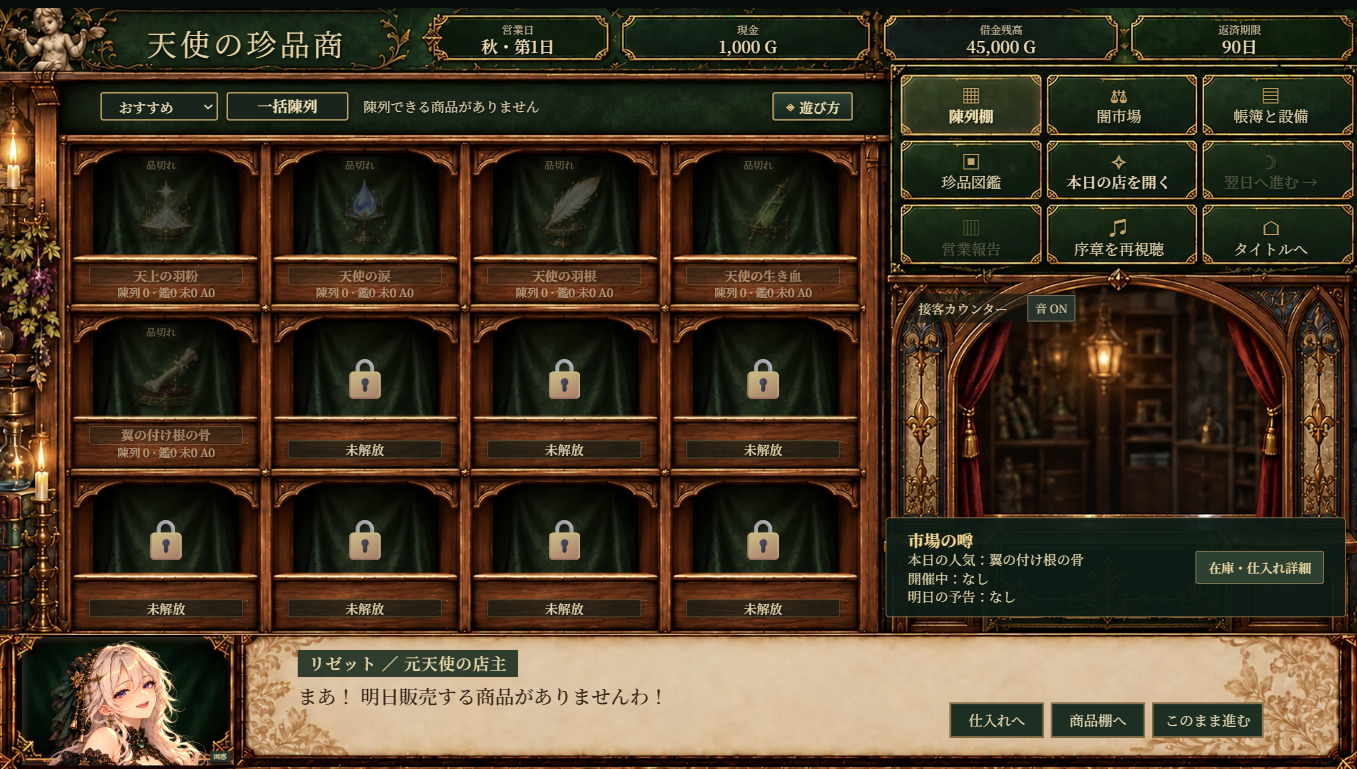 天使の珍品商
営業日
秋・第1日
現金
1,000 G
借金残高
45,000 G
返済期限
90日
おすすめ
一括陳列
陳列できる商品がありません
遊び方
陳列棚
闇市場
帳簿と設備
珍品図鑑
本日の店を開く
翌日へ進む →
営業報告
序章を再視聴
タイトルへ
品切れ
品切れ
品切れ
品切れ
天上の羽粉
天使の涙
天使の羽根
天使の生き血
陳列 0・鑑0 未0 A0
陳列 0・鑑0 未0 A0
陳列 0・鑑0 未0 A0
陳列 0・鑑0 未0 A0
品切れ
翼の付け根の骨
陳列 0・鑑0 未0 A0
未解放
未解放
未解放
未解放
未解放
未解放
未解放
接客カウンター
音 ON
市場の噂
本日の人気：翼の付け根の骨
開催中：なし
明日の予告：なし
在庫・仕入れ詳細
リゼット ／ 元天使の店主
まあ！ 明日販売する商品がありませんわ！
仕入れへ
商品棚へ
このまま進む
困惑